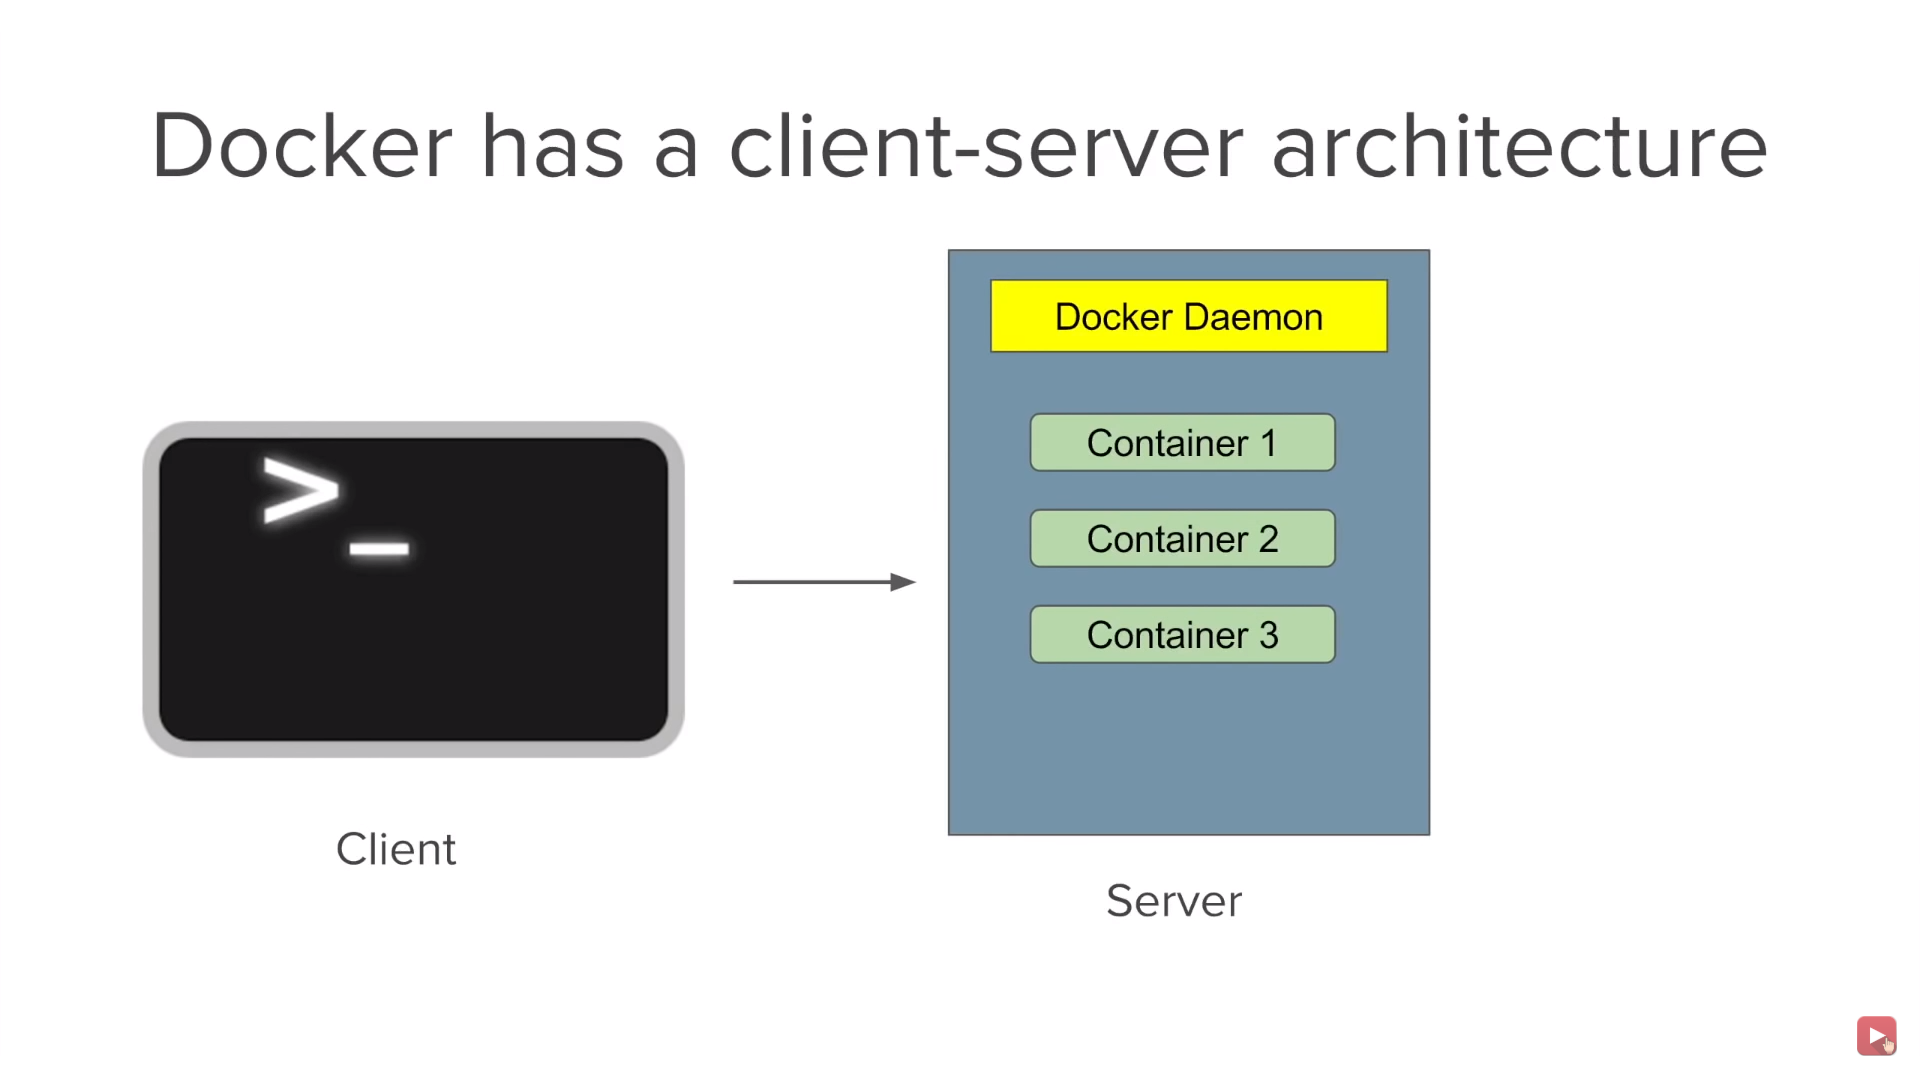 Docker has a client-server architecture
Docker Daemon
Container 1
Container 2
Container 3
>_
Client
Server